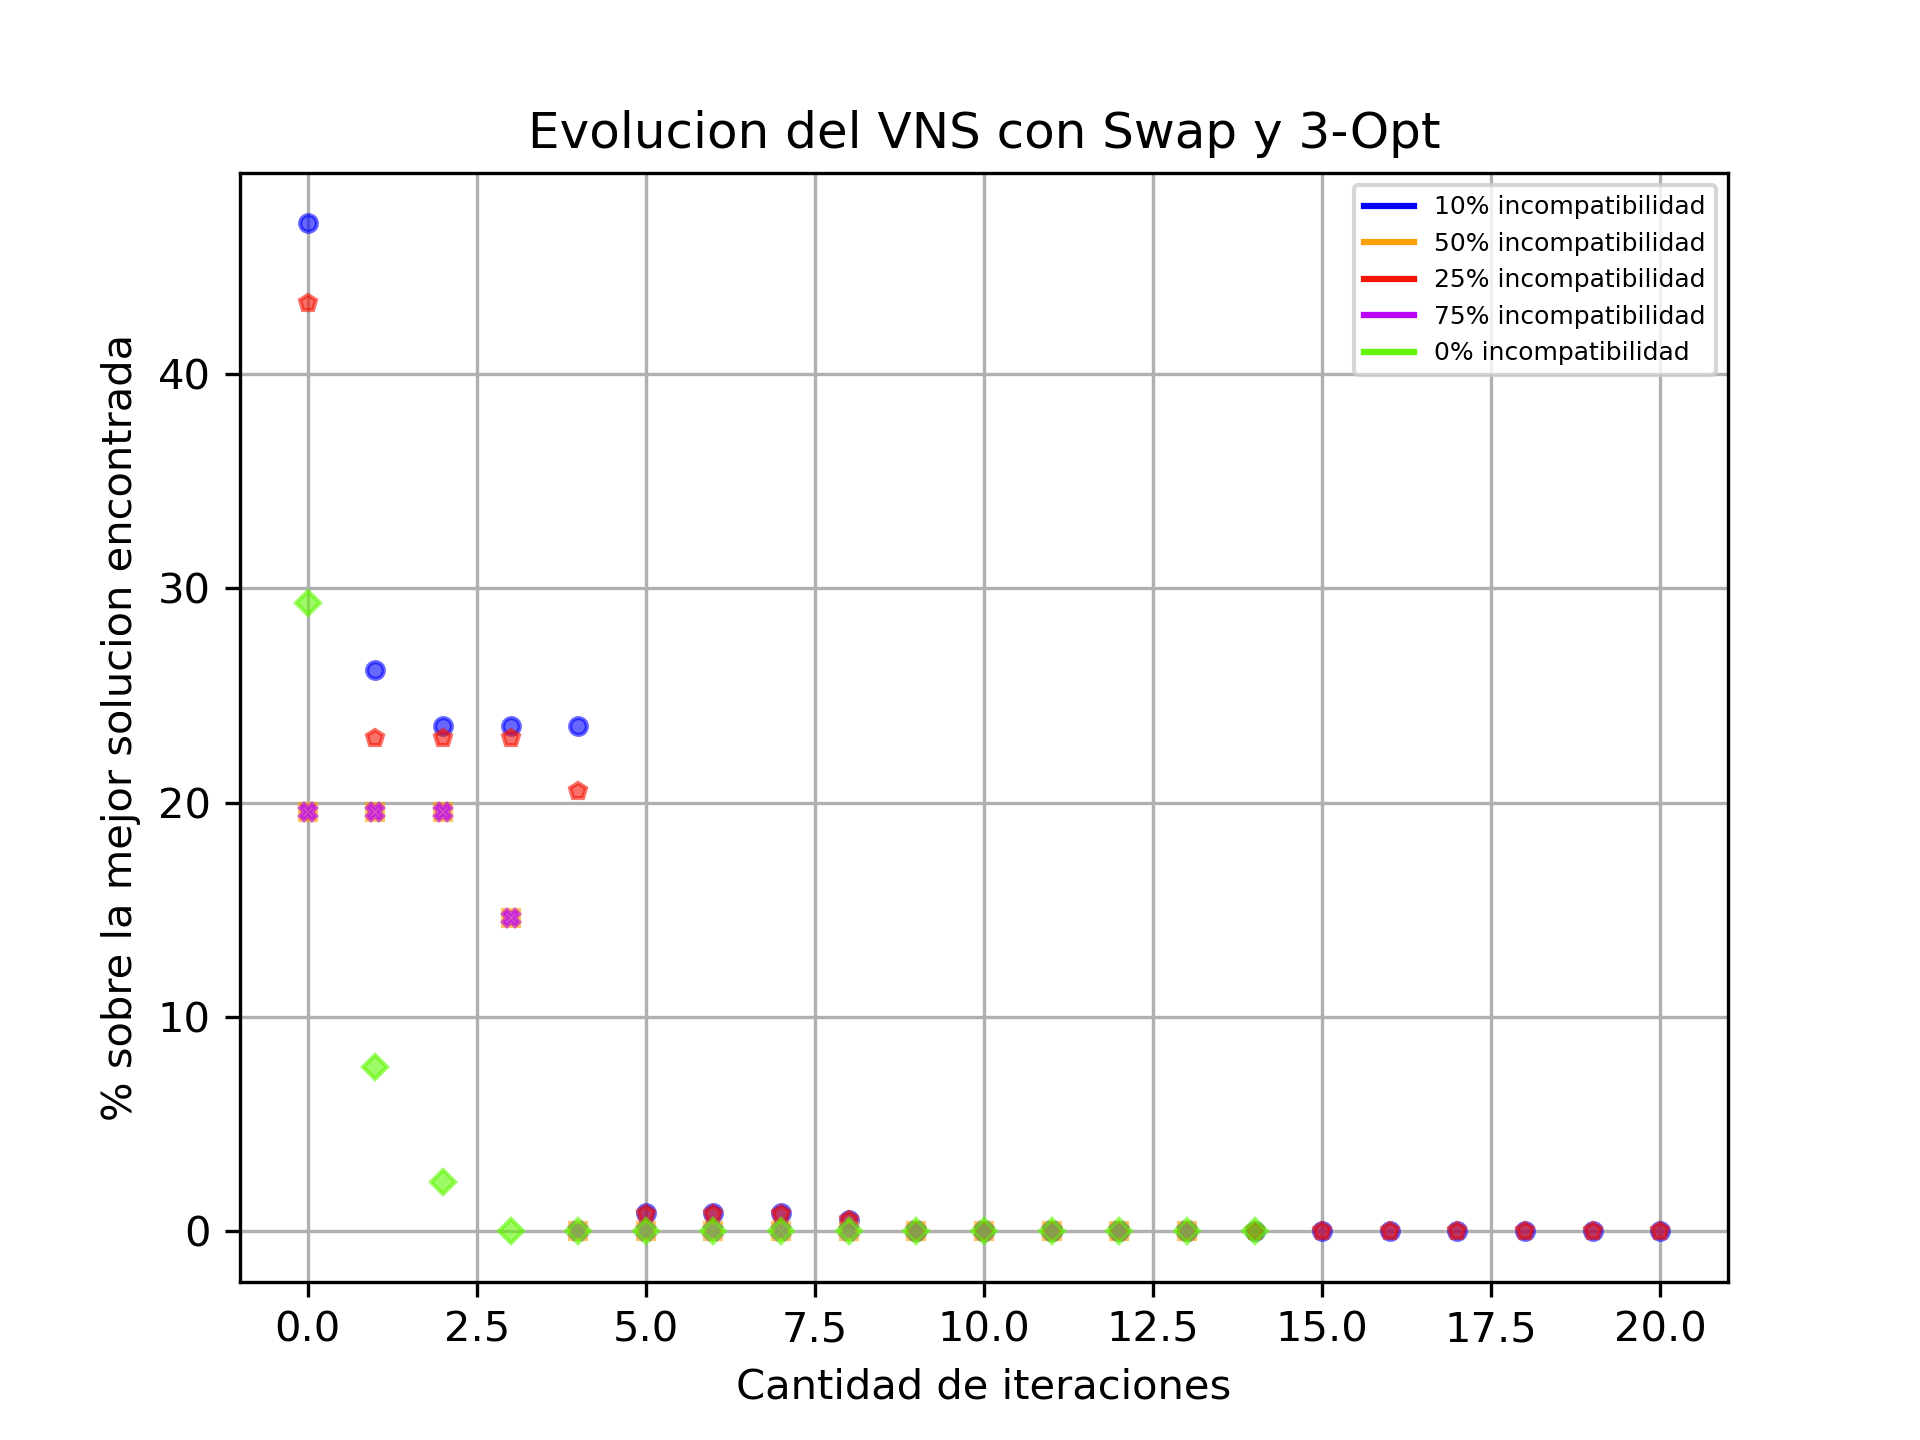 Evolucion del VNS con Swap y 3-Opt
10% incompatibilidad
50% incompatibilidad
25% incompatibilidad
75% incompatibilidad
0% incompatibilidad
% sobre la mejor solucion encontrada
40
30
20
10
0
0.0 2.5 5.0 7.5 10.0 12.5 15.0 17.5 20.0
Cantidad de iteraciones